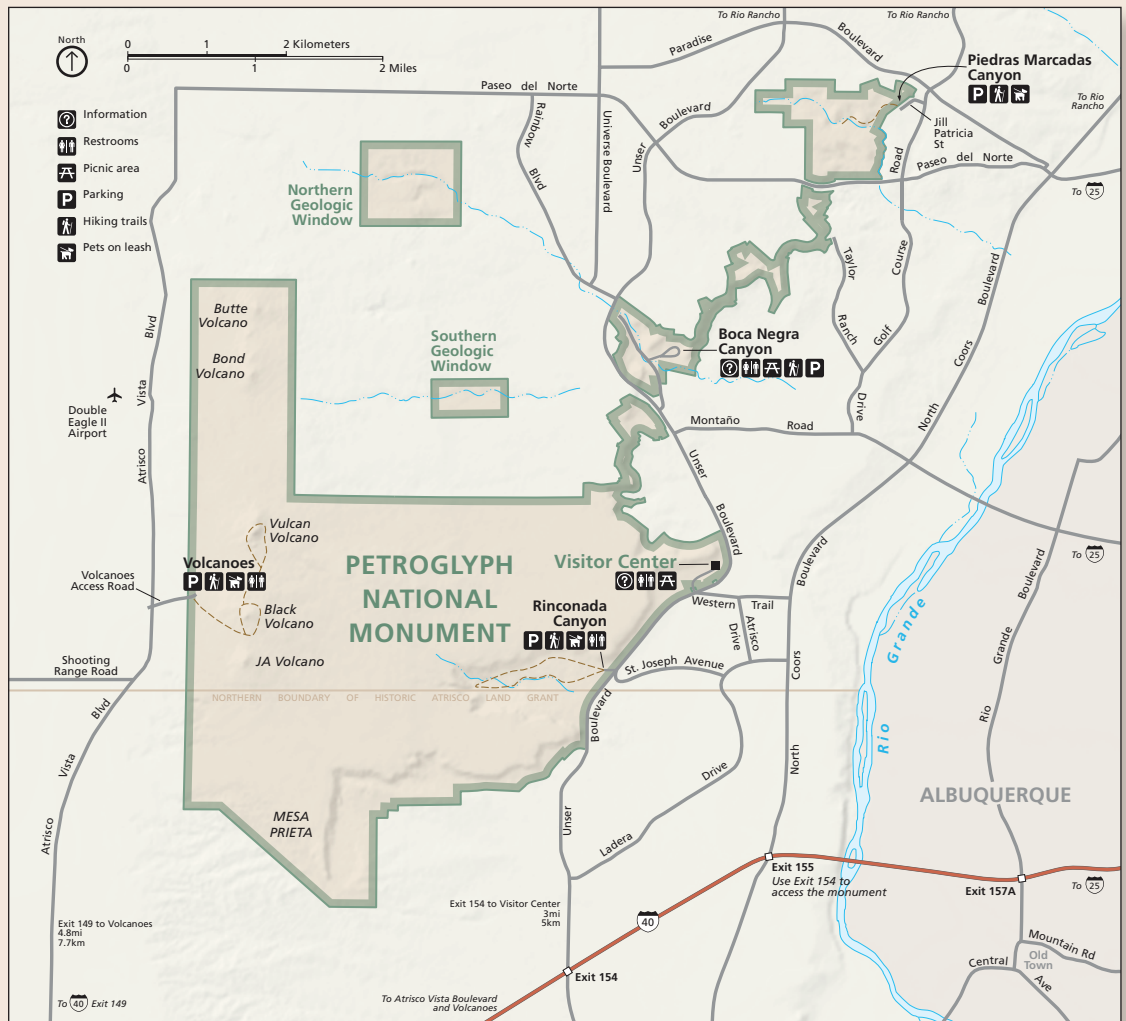 North
0 1 2 Kilometers
0 1 2 Miles
Information
Restrooms
Picnic area
Parking
Hiking trails
Pets on leash
To Rio Rancho
To Rio Rancho
Paradise
Boulevard
Piedras Marcadas
Canyon
To Rio
Rancho
Paseo del Norte
Rainbow
Blvd
Universe Boulevard
Unser
Boulevard
Jill
Patricia
St
Road
Paseo del Norte
To 25
Northern
Geologic
Window
Course
Golf
Taylor
Ranch
Drive
Boulevard
Coors
North
Butte
Volcano
Bond
Volcano
Southern
Geologic
Window
Boca Negra
Canyon
Blvd
Vista
Atrisco
Double
Eagle II
Airport
Montaño Road
Unser
Boulevard
Vulcan
Volcano
Volcanoes
Volcanoes
Access Road
Black
Volcano
JA Volcano
PETROGLYPH
NATIONAL
MONUMENT
Visitor Center
Rinconada
Canyon
Western Trail
Drive
Atrisco
Boulevard
Coors
North
To 25
Boulevard
Grande
Rio
Rio Grande
Shooting
Range Road
St. Joseph Avenue
NORTHERN BOUNDARY OF HISTORIC ATRISCO LAND GRANT
Boulevard
Unser
Blvd
Vista
Atrisco
Ladera
Drive
MESA
PRIETA
ALBUQUERQUE
Exit 155
Use Exit 154 to
access the monument
Exit 157A
To 25
Exit 154 to Visitor Center
3mi
5km
40
Exit 154
Exit 149 to Volcanoes
4.8mi
7.7km
To 40 Exit 149
To Atrisco Vista Boulevard
and Volcanoes
Mountain Rd
Old
Town
Central
Ave